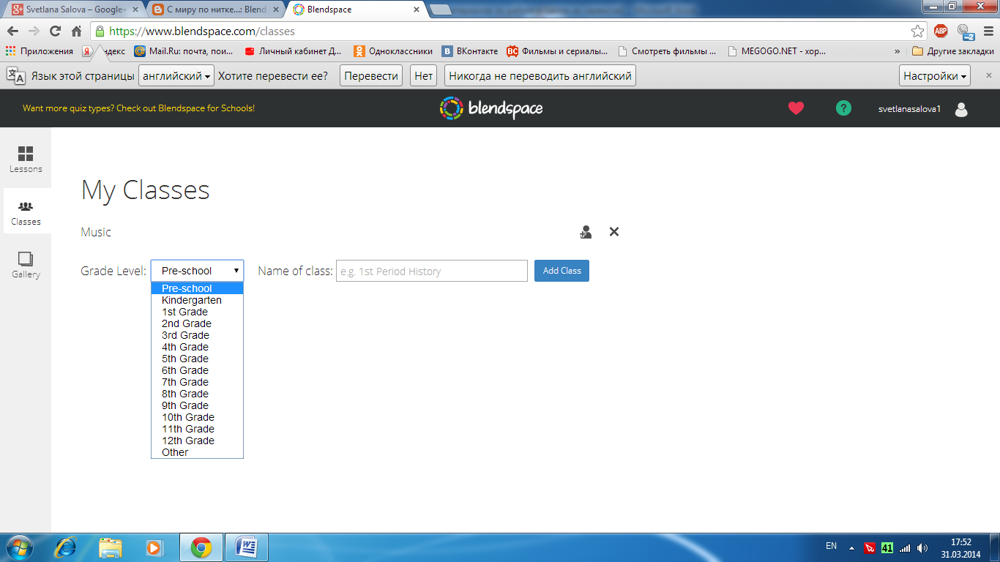 Svetlana Salova – Google+
С миру по нитке...: Blend
Blendspace
https://www.blendspace.com/classes
ABP
-2
Приложения
Яндекс
Mail.Ru: почта, пои...
Личный кабинет Д...
Одноклассники
ВКонтакте
Фильмы и сериалы...
Смотреть фильмы ...
MEGOGO.NET - хор...
»
Другие закладки
Язык этой страницы английский Хотите перевести ее? Перевести Нет Никогда не переводить английский Настройки
Want more quiz types? Check out Blendspace for Schools!
blendspace
?
svetlanasalova1
Lessons
Classes
Gallery
My Classes
Music
Grade Level: Pre-school Name of class: e.g. 1st Period History Add Class
Pre-school
Kindergarten
1st Grade
2nd Grade
3rd Grade
4th Grade
5th Grade
6th Grade
7th Grade
8th Grade
9th Grade
10th Grade
11th Grade
12th Grade
Other
EN
41
17:52
31.03.2014